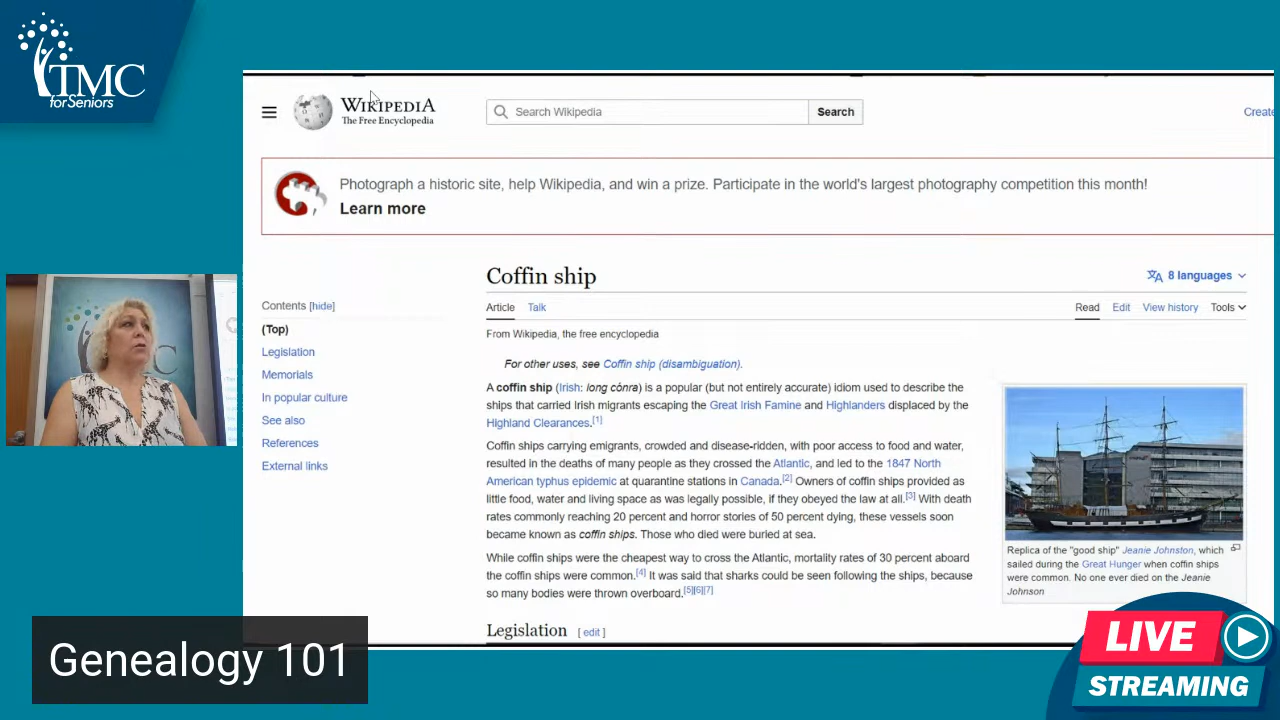 TMC
for Seniors
WIKIPEDIA
The Free Encyclopedia
Search Wikipedia
Search
Create
Photograph a historic site, help Wikipedia, and win a prize. Participate in the world's largest photography competition this month!
Learn more
Coffin ship
8 languages
Contents [hide]
(Top)
Legislation
Memorials
In popular culture
See also
References
External links
Article Talk
Read Edit View history Tools
From Wikipedia, the free encyclopedia
For other uses, see Coffin ship (disambiguation).
A coffin ship (Irish: long cónra) is a popular (but not entirely accurate) idiom used to describe the
ships that carried Irish migrants escaping the Great Irish Famine and Highlanders displaced by the
Highland Clearances.[1]
Coffin ships carrying emigrants, crowded and disease-ridden, with poor access to food and water,
resulted in the deaths of many people as they crossed the Atlantic, and led to the 1847 North
American typhus epidemic at quarantine stations in Canada.[2] Owners of coffin ships provided as
little food, water and living space as was legally possible, if they obeyed the law at all.[3] With death
rates commonly reaching 20 percent and horror stories of 50 percent dying, these vessels soon
became known as coffin ships. Those who died were buried at sea.
While coffin ships were the cheapest way to cross the Atlantic, mortality rates of 30 percent aboard
the coffin ships were common.[4] It was said that sharks could be seen following the ships, because
so many bodies were thrown overboard.[5][6][7]
Legislation [ edit ]
Replica of the "good ship" Jeanie Johnston, which
sailed during the Great Hunger when coffin ships
were common. No one ever died on the Jeanie
Johnson
Genealogy 101
LIVE
STREAMING